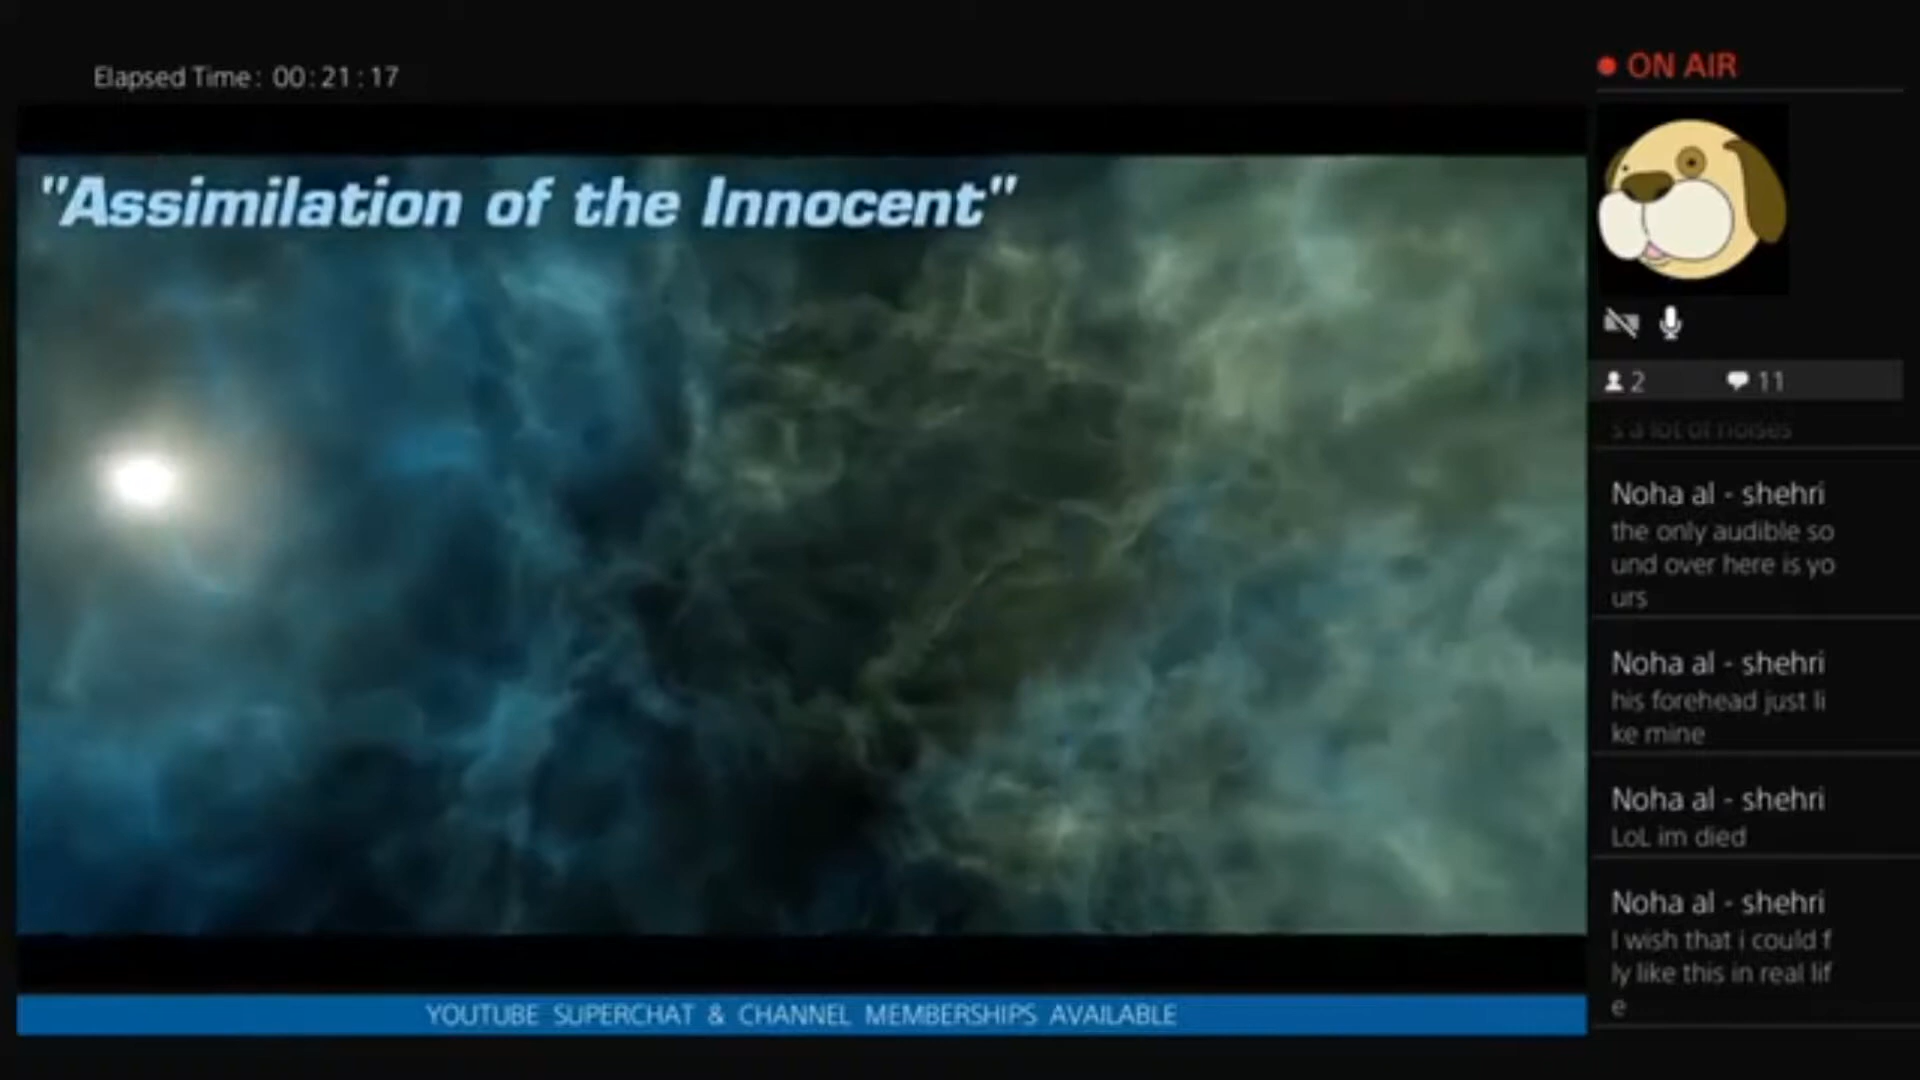 Elapsed Time: 00:21:17
ON AIR
"Assimilation of the Innocent"
2 11
s a lot of noises
Noha al - shehri
the only audible so
und over here is yo
urs
Noha al - shehri
his forehead just li
ke mine
Noha al - shehri
LoL im died
Noha al - shehri
I wish that i could f
ly like this in real lif
e
YOUTUBE SUPERCHAT & CHANNEL MEMBERSHIPS AVAILABLE